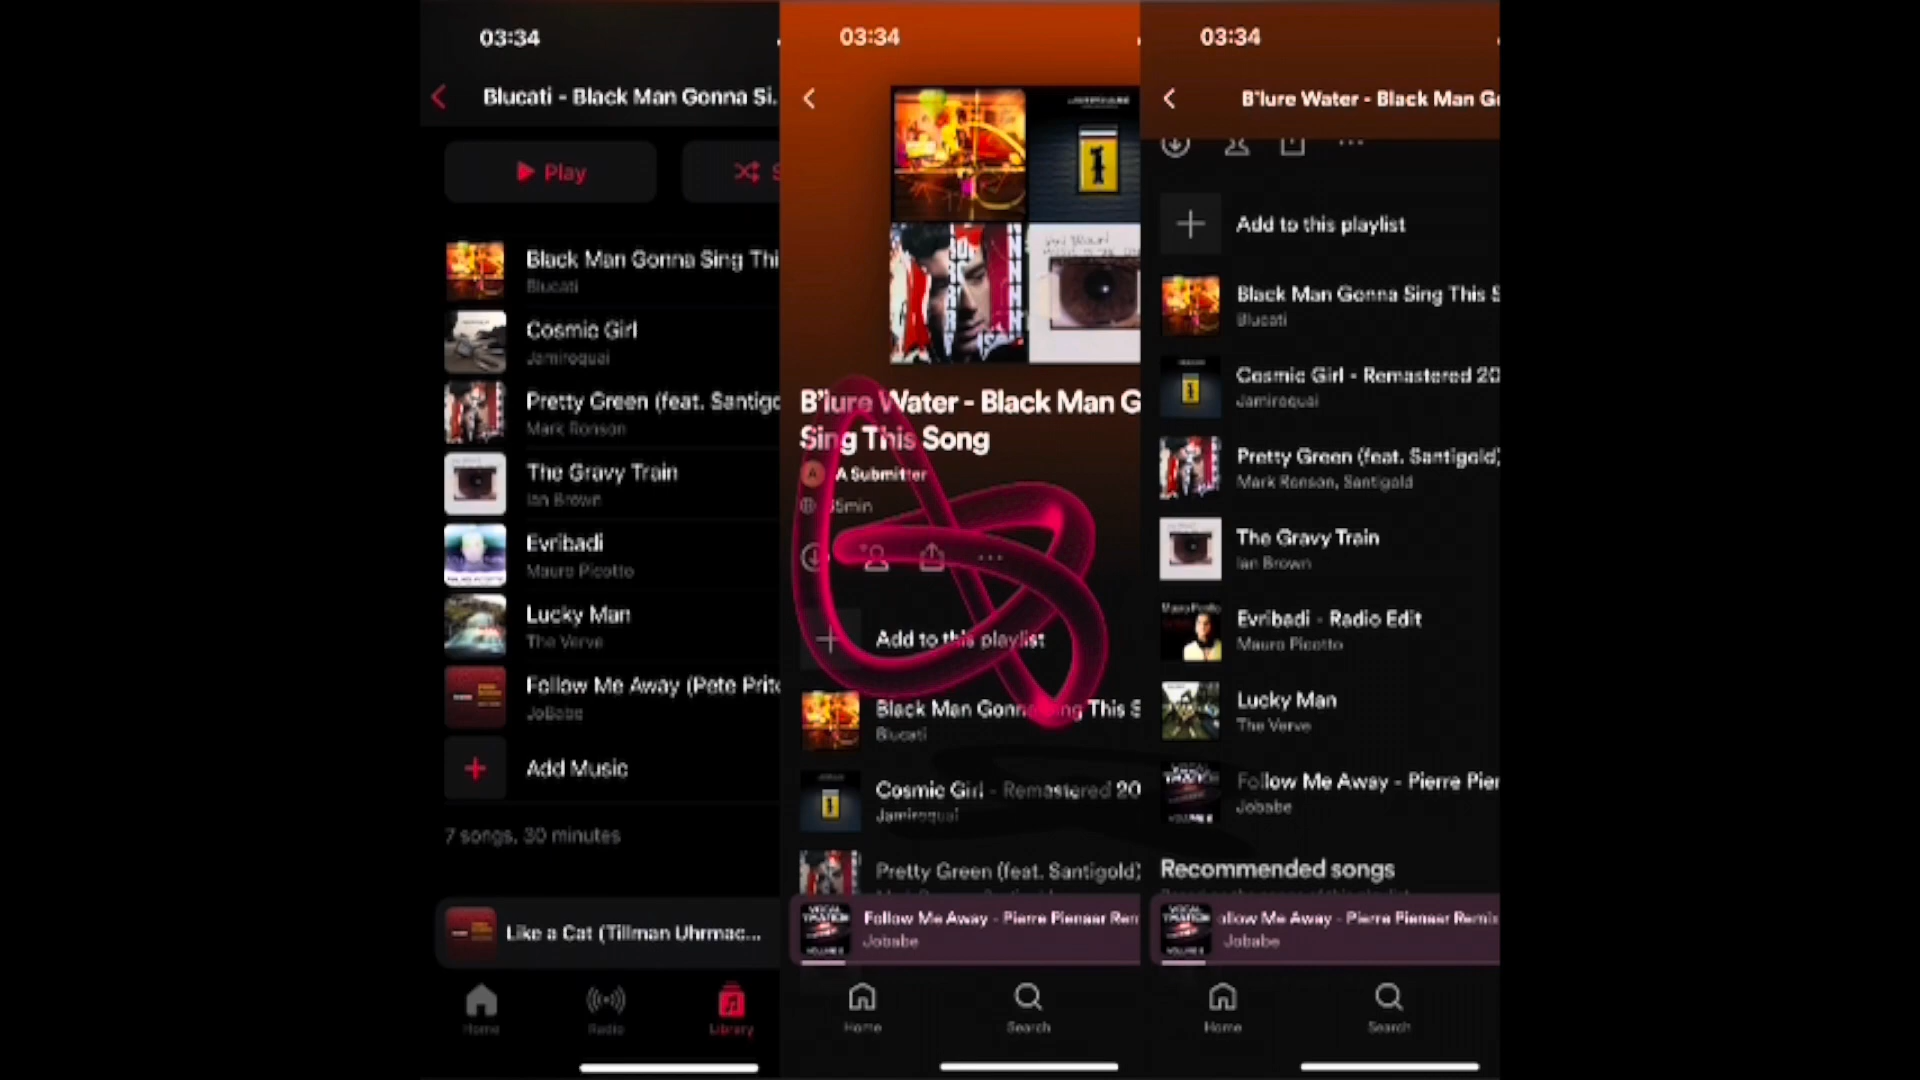 03:34
Blucati - Black Man Gonna Si.
Play
Black Man Gonna Sing Thi
Blucati
Cosmic Girl
Jamiroquai
Pretty Green (feat. Santigo
Mark Ronson
The Gravy Train
Ian Brown
Evribadi
Mauro Picotto
Lucky Man
The Verve
Follow Me Away (Pete Prit
JoBabe
Add Music
7 songs, 30 minutes
Like a Cat (Tillman Uhrmac...
Home
Radio
Library
03:34
B'lure Water - Black Man G
Sing This Song
A
A Submitter
Add to this playlist
Black Man Gonna Sing This S
Blucati
Cosmic Girl - Remastered 20
Jamiroquai
Pretty Green (feat. Santigold)
Follow Me Away - Pierre Pienaar Rem
Jobabe
Home
Search
03:34
B'lure Water - Black Man G
Add to this playlist
Black Man Gonna Sing This S
Blucati
Cosmic Girl - Remastered 20
Jamiroquai
Pretty Green (feat. Santigold)
Mark Ronson, Santigold
The Gravy Train
Ian Brown
Evribadi - Radio Edit
Mauro Picotto
Lucky Man
The Verve
Follow Me Away - Pierre Pier
Jobabe
Recommended songs
ollow Me Away - Pierre Pienaar Remix
Jobabe
Home
Search